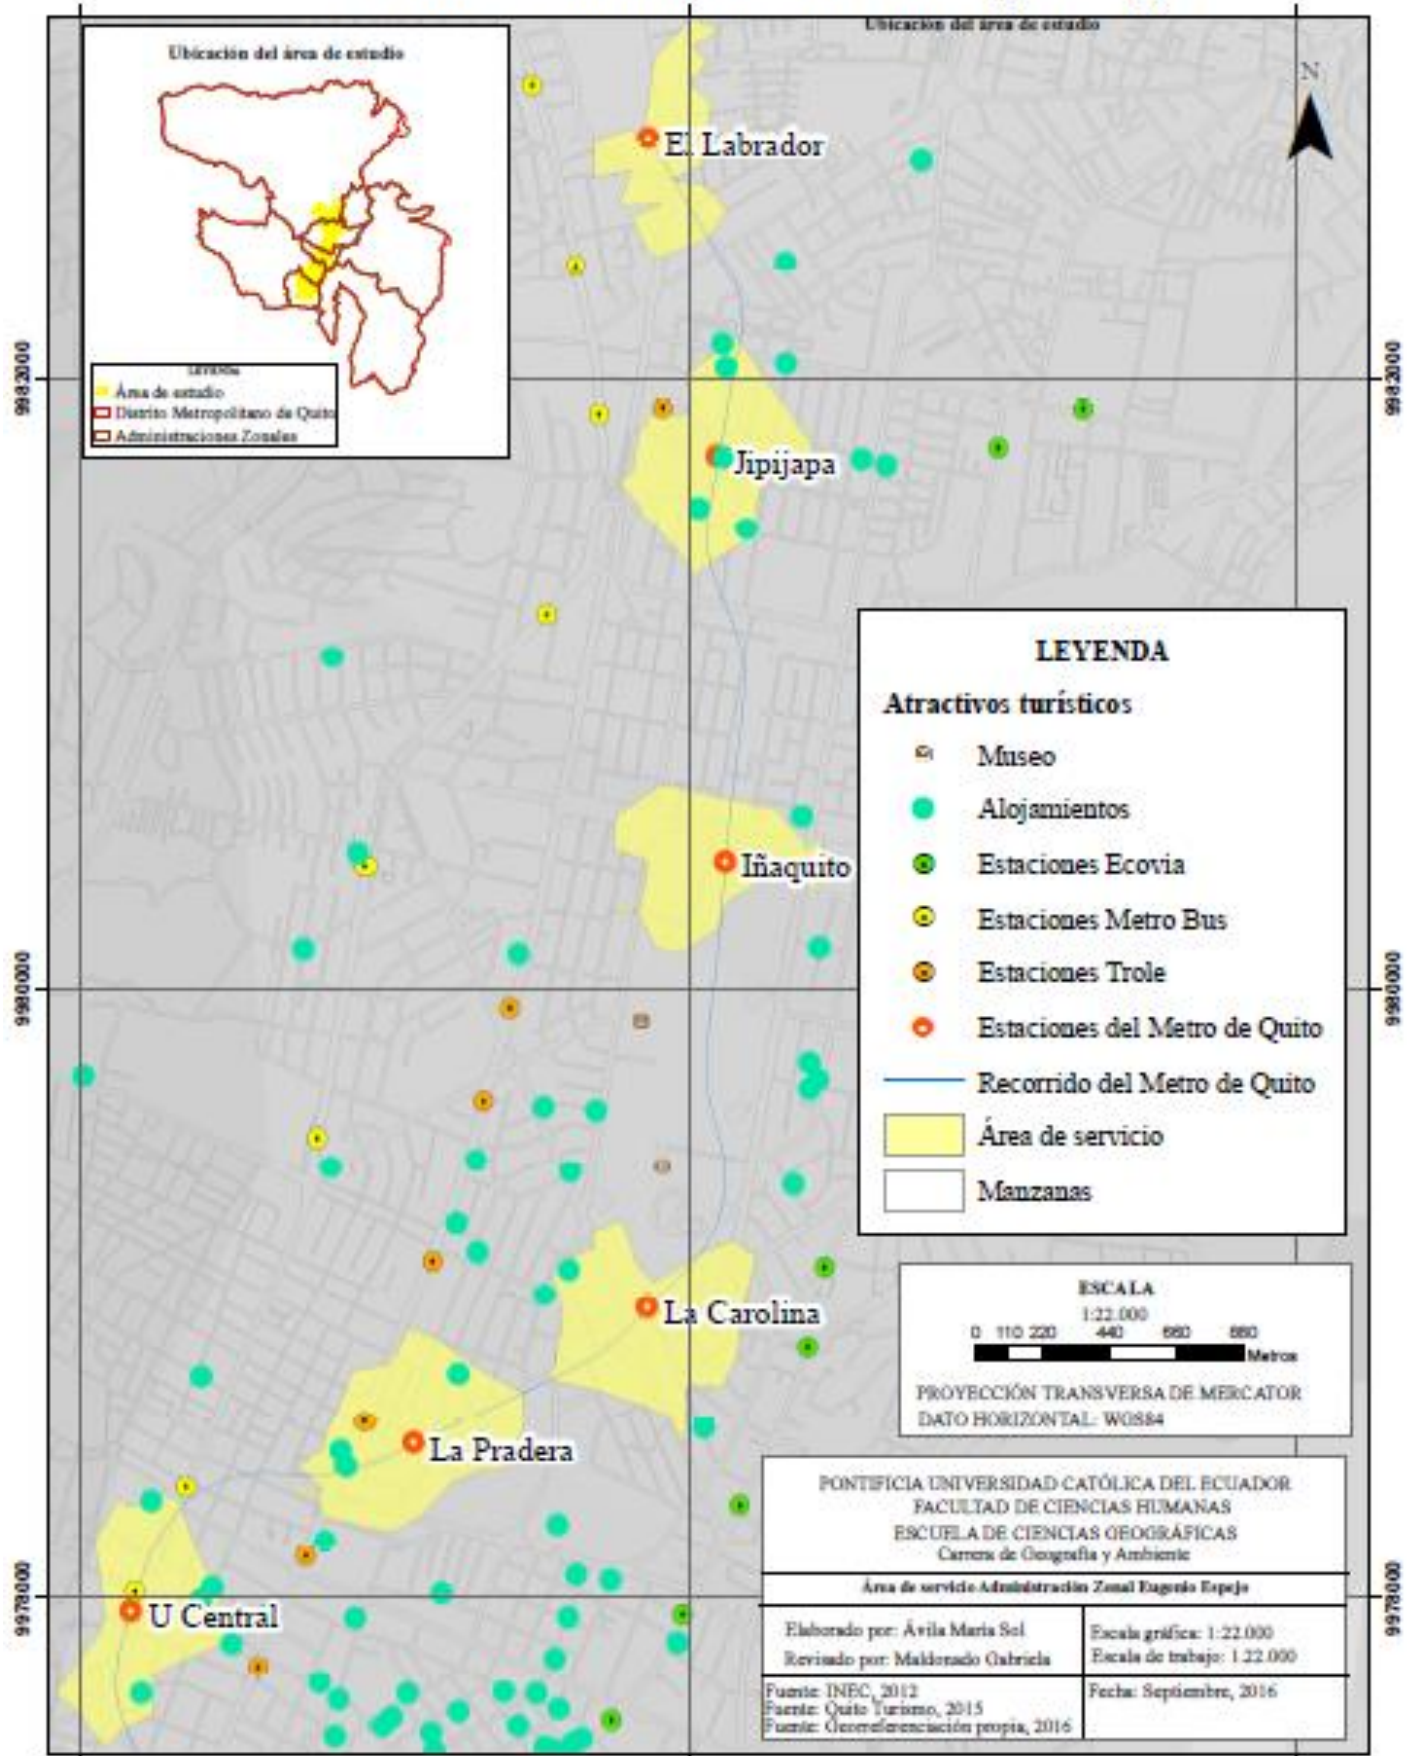 Ubicación del área de estudio
Ubicación del área de estudio
N
LEYENDA
Área de estudio
Distrito Metropolitano de Quito
Administraciones Zonales
El Labrador
Jipijapa
Iñaquito
La Carolina
La Pradera
U Central
9982000
9982000
9980000
9980000
9978000
9978000
LEYENDA
Atractivos turísticos
Museo
Alojamientos
Estaciones Ecovia
Estaciones Metro Bus
Estaciones Trole
Estaciones del Metro de Quito
Recorrido del Metro de Quito
Área de servicio
Manzanas
ESCALA
1:22.000
0 110 220 440 660 880
Metros
PROYECCIÓN TRANSVERSA DE MERCATOR
DATO HORIZONTAL: WGS84
PONTIFICIA UNIVERSIDAD CATÓLICA DEL ECUADOR
FACULTAD DE CIENCIAS HUMANAS
ESCUELA DE CIENCIAS GEOGRÁFICAS
Carrera de Geografía y Ambiente
Área de servicio Administración Zonal Eugenio Espejo
Elaborado por: Ávila María Sol
Revisado por: Maldonado Gabriela
Escala gráfica: 1:22.000
Escala de trabajo: 1.22.000
Fuente: INEC, 2012
Fuente: Quito Turismo, 2015
Fuente: Georreferenciación propia, 2016
Fecha: Septiembre, 2016